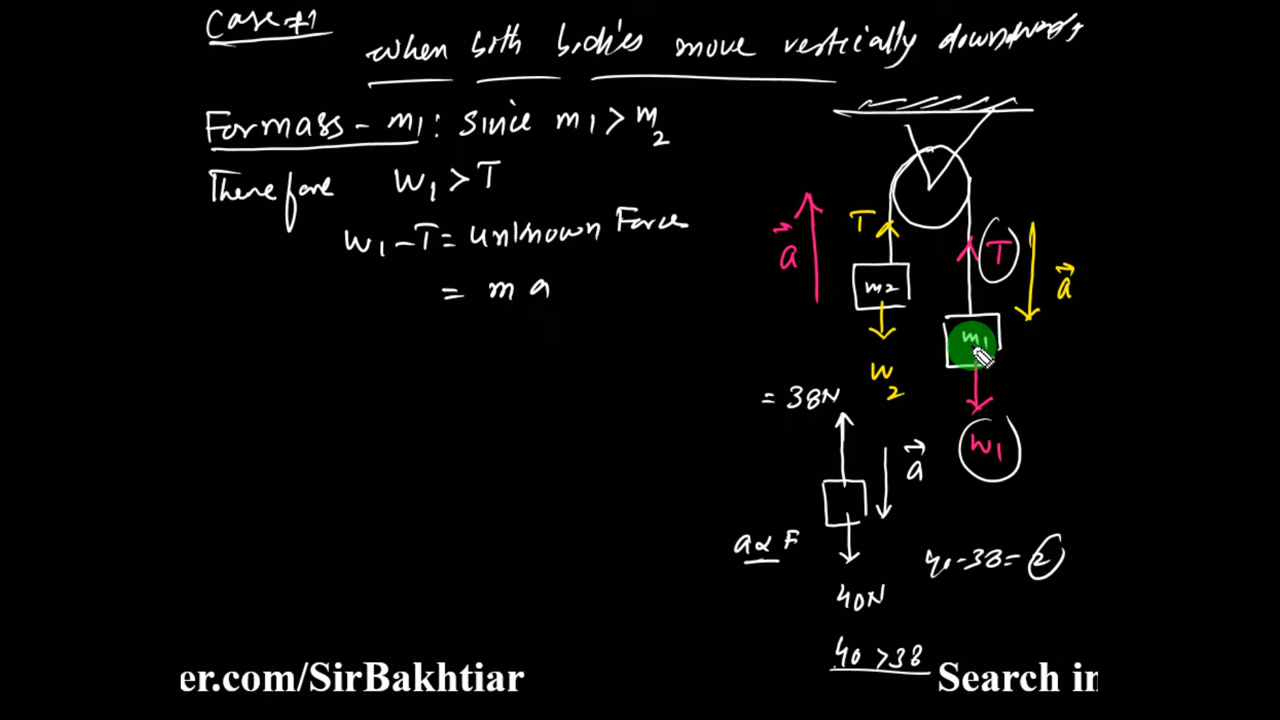 Case #1
when both bodies move vertically downwards
For mass - m1: since m1 > m2
Therefore w1 > T
w1 - T = unknown Force
= m a
T
a
m2
w2
T
a
m1
w1
= 38N
a
a ∝ F
40N
40 - 38 = 2
40 > 38
er.com/SirBakhtiar
Search in